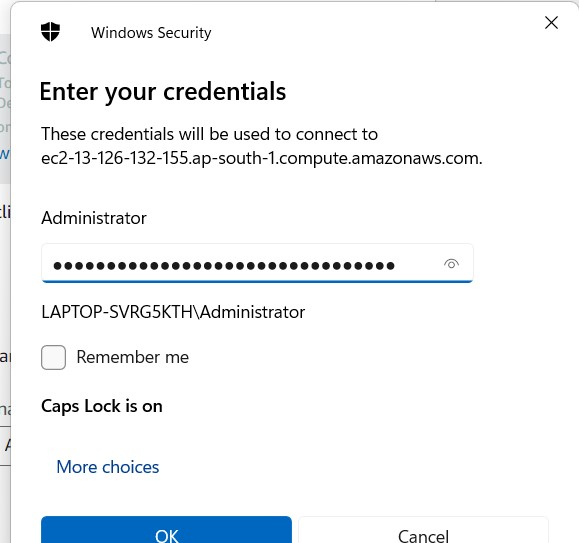 Windows Security
Enter your credentials
These credentials will be used to connect to
ec2-13-126-132-155.ap-south-1.compute.amazonaws.com.
Administrator
●●●●●●●●●●●●●●●●●●●●●●●●●●●●●●●●
LAPTOP-SVRG5KTH\Administrator
Remember me
Caps Lock is on
More choices
OK
Cancel